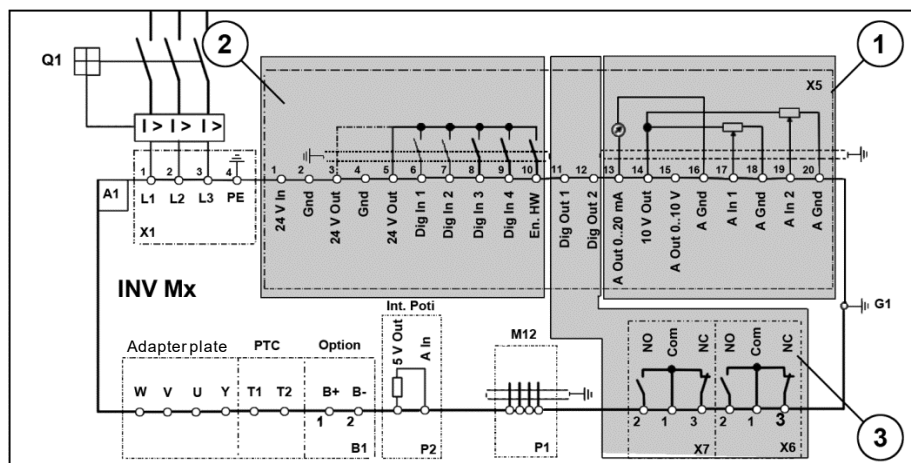 2
1
Q1
X5
I > I > I >
1 2 3 4
L1 L2 L3 PE
X1
A1
1 2 3 4 5 6 7 8 9 10 11 12 13 14 15 16 17 18 19 20
24 V In
Gnd
24 V Out
Gnd
24 V Out
Dig In 1
Dig In 2
Dig In 3
Dig In 4
En. HW
Dig Out 1
Dig Out 2
A Out 0..20 mA
10 V Out
A Out 0..10 V
A Gnd
A In 1
A Gnd
A In 2
A Gnd
INV Mx
G1
Int. Poti
5 V Out
A In
P2
M12
P1
Adapter plate PTC Option
W V U Y T1 T2 B+ B-
1 2
B1
NO Com NC NO Com NC
2 1 3 2 1 3
X7 X6
3